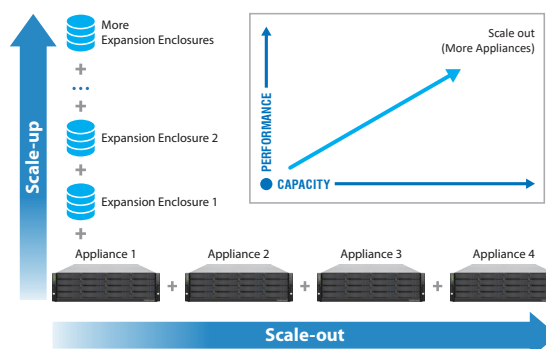 More
Expansion Enclosures
+
...
+
Expansion Enclosure 2
+
Expansion Enclosure 1
+
Scale-up
Scale out
(More Appliances)
PERFORMANCE
CAPACITY
Appliance 1
Appliance 2
Appliance 3
Appliance 4
+ + +
Scale-out